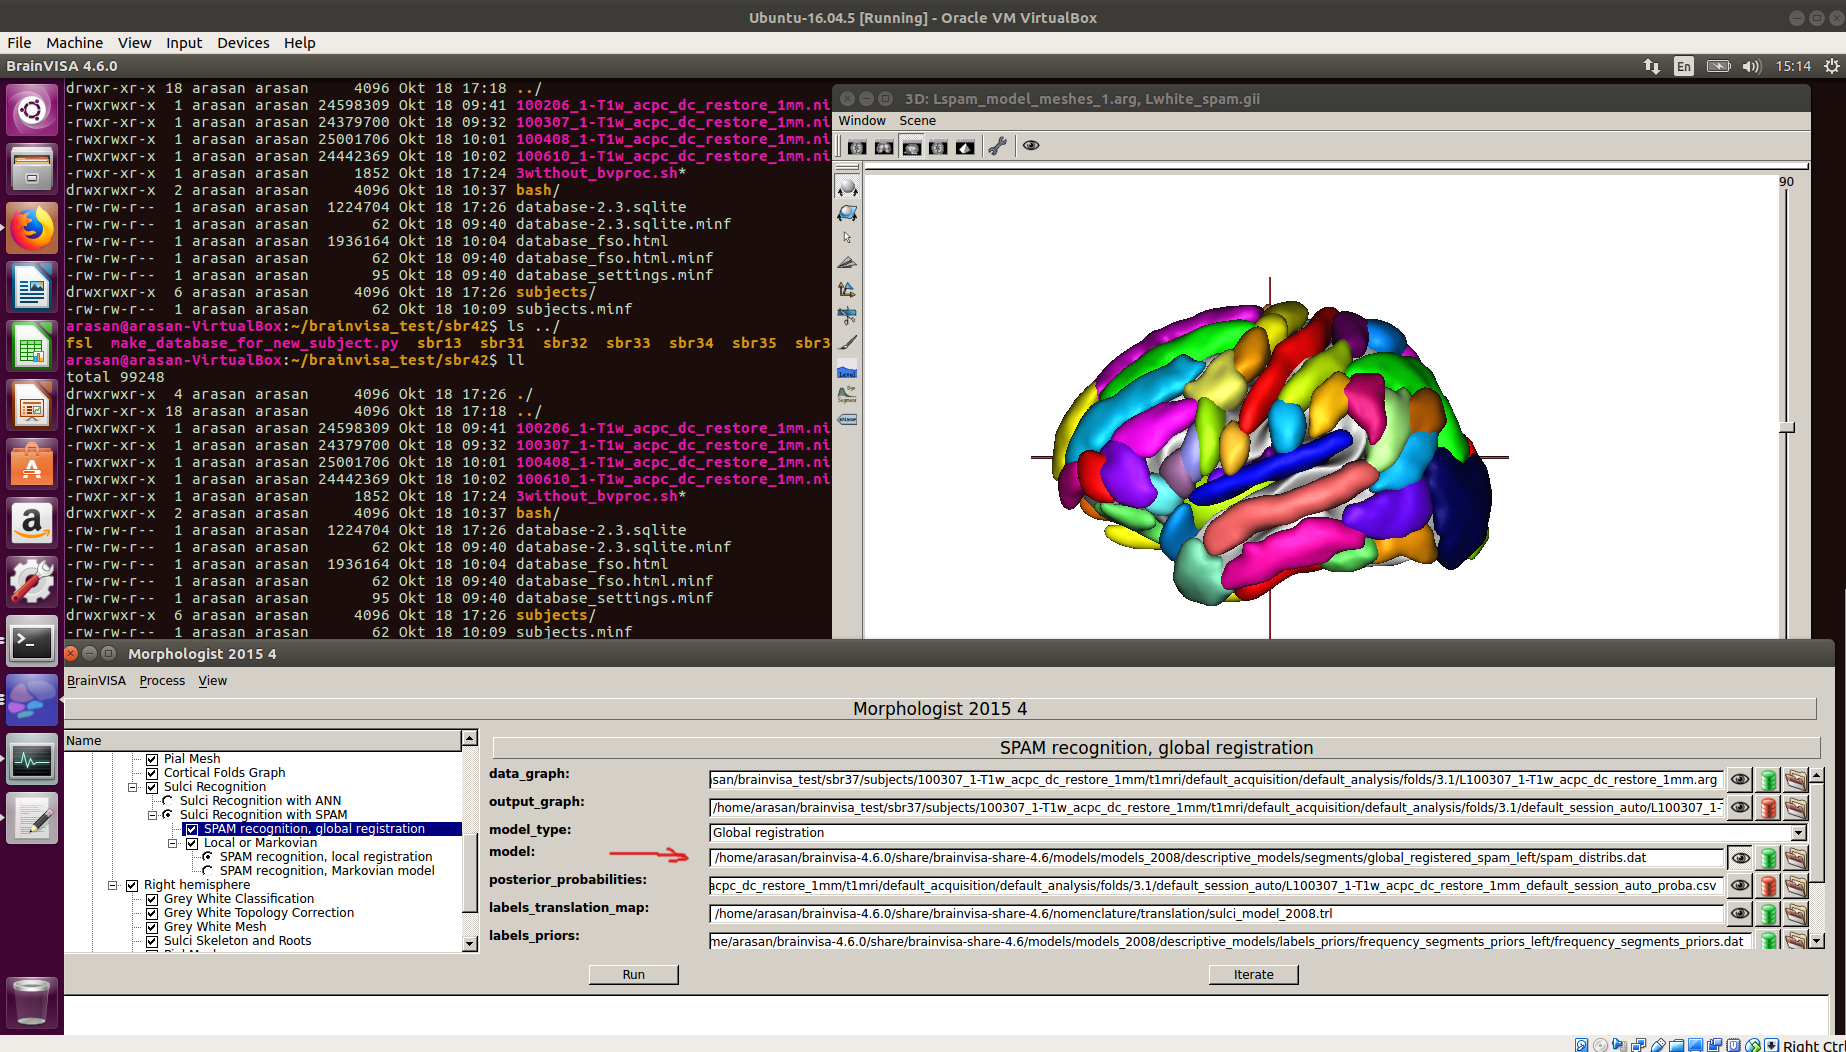 Ubuntu-16.04.5 [Running] - Oracle VM VirtualBox
File Machine View Input Devices Help
BrainVISA 4.6.0
En
15:14
drwxr-xr-x 18 arasan arasan 4096 Okt 18 17:18 ../
-rwxrwxr-x 1 arasan arasan 24598309 Okt 18 09:41 100206_1-T1w_acpc_dc_restore_1mm.ni
-rwxrwxr-x 1 arasan arasan 24379700 Okt 18 09:32 100307_1-T1w_acpc_dc_restore_1mm.ni
-rwxrwxr-x 1 arasan arasan 25001706 Okt 18 10:01 100408_1-T1w_acpc_dc_restore_1mm.ni
-rwxrwxr-x 1 arasan arasan 24442369 Okt 18 10:02 100610_1-T1w_acpc_dc_restore_1mm.ni
-rwxr-xr-x 1 arasan arasan 1852 Okt 18 17:24 3without_bvproc.sh*
drwxrwxr-x 2 arasan arasan 4096 Okt 18 10:37 bash/
-rw-rw-r-- 1 arasan arasan 1224704 Okt 18 17:26 database-2.3.sqlite
-rw-rw-r-- 1 arasan arasan 62 Okt 18 09:40 database-2.3.sqlite.minf
-rw-rw-r-- 1 arasan arasan 1936164 Okt 18 10:04 database_fso.html
-rw-rw-r-- 1 arasan arasan 62 Okt 18 09:40 database_fso.html.minf
-rw-rw-r-- 1 arasan arasan 95 Okt 18 09:40 database_settings.minf
drwxrwxr-x 6 arasan arasan 4096 Okt 18 17:26 subjects/
-rw-rw-r-- 1 arasan arasan 62 Okt 18 10:09 subjects.minf
arasan@arasan-VirtualBox:~/brainvisa_test/sbr42$ ls ../
fsl make_database_for_new_subject.py sbr13 sbr31 sbr32 sbr33 sbr34 sbr35 sbr3
arasan@arasan-VirtualBox:~/brainvisa_test/sbr42$ ll
total 99248
drwxrwxr-x 4 arasan arasan 4096 Okt 18 17:26 ./
drwxrwxr-x 18 arasan arasan 4096 Okt 18 17:18 ../
-rwxrwxr-x 1 arasan arasan 24598309 Okt 18 09:41 100206_1-T1w_acpc_dc_restore_1mm.ni
-rwxrwxr-x 1 arasan arasan 24379700 Okt 18 09:32 100307_1-T1w_acpc_dc_restore_1mm.ni
-rwxrwxr-x 1 arasan arasan 25001706 Okt 18 10:01 100408_1-T1w_acpc_dc_restore_1mm.ni
-rwxrwxr-x 1 arasan arasan 24442369 Okt 18 10:02 100610_1-T1w_acpc_dc_restore_1mm.ni
-rwxr-xr-x 1 arasan arasan 1852 Okt 18 17:24 3without_bvproc.sh*
drwxrwxr-x 2 arasan arasan 4096 Okt 18 10:37 bash/
-rw-rw-r-- 1 arasan arasan 1224704 Okt 18 17:26 database-2.3.sqlite
-rw-rw-r-- 1 arasan arasan 62 Okt 18 09:40 database-2.3.sqlite.minf
-rw-rw-r-- 1 arasan arasan 1936164 Okt 18 10:04 database_fso.html
-rw-rw-r-- 1 arasan arasan 62 Okt 18 09:40 database_fso.html.minf
-rw-rw-r-- 1 arasan arasan 95 Okt 18 09:40 database_settings.minf
drwxrwxr-x 6 arasan arasan 4096 Okt 18 17:26 subjects/
-rw-rw-r-- 1 arasan arasan 62 Okt 18 10:09 subjects.minf
3D: Lspam_model_meshes_1.arg, Lwhite_spam.gii
Window Scene
90
Morphologist 2015 4
BrainVISA Process View
Morphologist 2015 4
Name
Pial Mesh
Cortical Folds Graph
Sulci Recognition
Sulci Recognition with ANN
Sulci Recognition with SPAM
SPAM recognition, global registration
Local or Markovian
SPAM recognition, local registration
SPAM recognition, Markovian model
Right hemisphere
Grey White Classification
Grey White Topology Correction
Grey White Mesh
Sulci Skeleton and Roots
SPAM recognition, global registration
data_graph: san/brainvisa_test/sbr37/subjects/100307_1-T1w_acpc_dc_restore_1mm/t1mri/default_acquisition/default_analysis/folds/3.1/L100307_1-T1w_acpc_dc_restore_1mm.arg
output_graph: /home/arasan/brainvisa_test/sbr37/subjects/100307_1-T1w_acpc_dc_restore_1mm/t1mri/default_acquisition/default_analysis/folds/3.1/default_session_auto/L100307_1-T
model_type: Global registration
model: /home/arasan/brainvisa-4.6.0/share/brainvisa-share-4.6/models/models_2008/descriptive_models/segments/global_registered_spam_left/spam_distribs.dat
posterior_probabilities: acpc_dc_restore_1mm/t1mri/default_acquisition/default_analysis/folds/3.1/default_session_auto/L100307_1-T1w_acpc_dc_restore_1mm_default_session_auto_proba.csv
labels_translation_map: /home/arasan/brainvisa-4.6.0/share/brainvisa-share-4.6/nomenclature/translation/sulci_model_2008.trl
labels_priors: me/arasan/brainvisa-4.6.0/share/brainvisa-share-4.6/models/models_2008/descriptive_models/labels_priors/frequency_segments_priors_left/frequency_segments_priors.dat
Run Iterate
Right Ctr